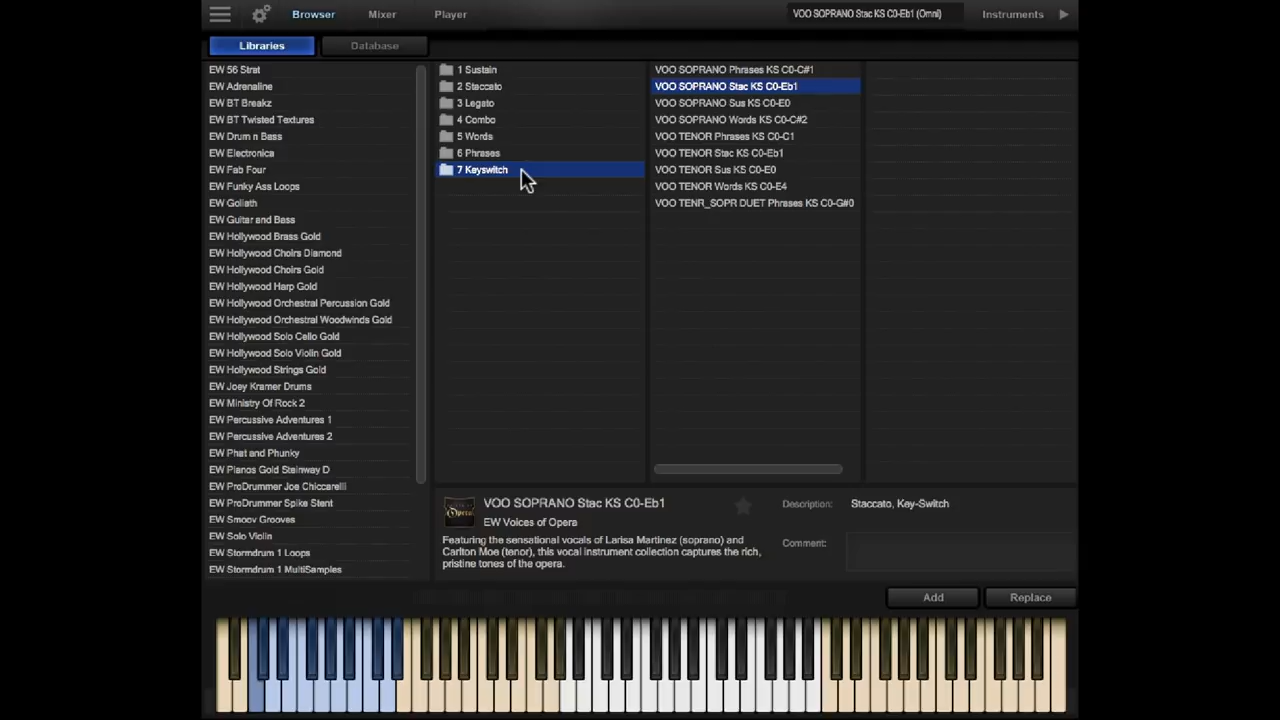 Browser
Mixer
Player
VOO SOPRANO Stac KS C0-Eb1 (Omni)
Instruments
Libraries
Database
EW 56 Strat
EW Adrenaline
EW BT Breakz
EW BT Twisted Textures
EW Drum n Bass
EW Electronica
EW Fab Four
EW Funky Ass Loops
EW Goliath
EW Guitar and Bass
EW Hollywood Brass Gold
EW Hollywood Choirs Diamond
EW Hollywood Choirs Gold
EW Hollywood Harp Gold
EW Hollywood Orchestral Percussion Gold
EW Hollywood Orchestral Woodwinds Gold
EW Hollywood Solo Cello Gold
EW Hollywood Solo Violin Gold
EW Hollywood Strings Gold
EW Joey Kramer Drums
EW Ministry Of Rock 2
EW Percussive Adventures 1
EW Percussive Adventures 2
EW Phat and Phunky
EW Pianos Gold Steinway D
EW ProDrummer Joe Chiccarelli
EW ProDrummer Spike Stent
EW Smoov Grooves
EW Solo Violin
EW Stormdrum 1 Loops
EW Stormdrum 1 MultiSamples
1 Sustain
2 Staccato
3 Legato
4 Combo
5 Words
6 Phrases
7 Keyswitch
VOO SOPRANO Phrases KS C0-C#1
VOO SOPRANO Stac KS C0-Eb1
VOO SOPRANO Sus KS C0-E0
VOO SOPRANO Words KS C0-C#2
VOO TENOR Phrases KS C0-C1
VOO TENOR Stac KS C0-Eb1
VOO TENOR Sus KS C0-E0
VOO TENOR Words KS C0-E4
VOO TENR_SOPR DUET Phrases KS C0-G#0
VOO SOPRANO Stac KS C0-Eb1
EW Voices of Opera
Featuring the sensational vocals of Larisa Martinez (soprano) and
Carlton Moe (tenor), this vocal instrument collection captures the rich,
pristine tones of the opera.
Description:
Staccato, Key-Switch
Comment:
Add
Replace